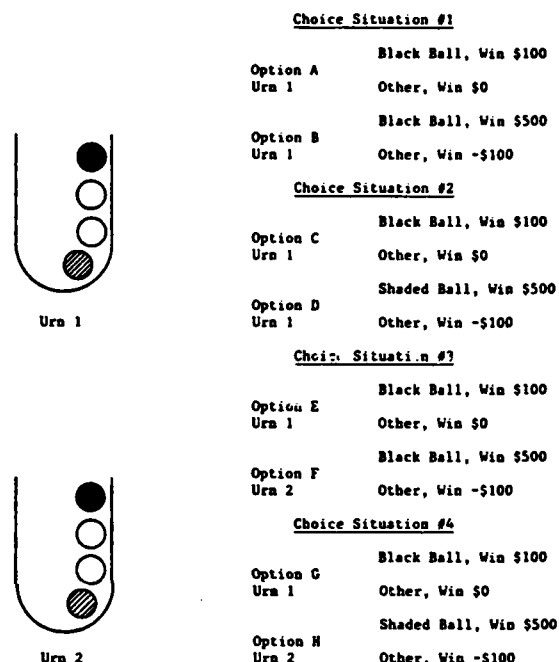 Choice Situation #1
Black Ball, Win $100
Option A
Urn 1 Other, Win $0
Black Ball, Win $500
Option B
Urn 1 Other, Win -$100
Choice Situation #2
Black Ball, Win $100
Option C
Urn 1 Other, Win $0
Shaded Ball, Win $500
Option D
Urn 1 Other, Win -$100
Urn 1
Choice Situation #3
Black Ball, Win $100
Option E
Urn 1 Other, Win $0
Black Ball, Win $500
Option F
Urn 2 Other, Win -$100
Choice Situation #4
Black Ball, Win $100
Option G
Urn 1 Other, Win $0
Shaded Ball, Win $500
Option H
Urn 2 Other, Win -$100
Urn 2